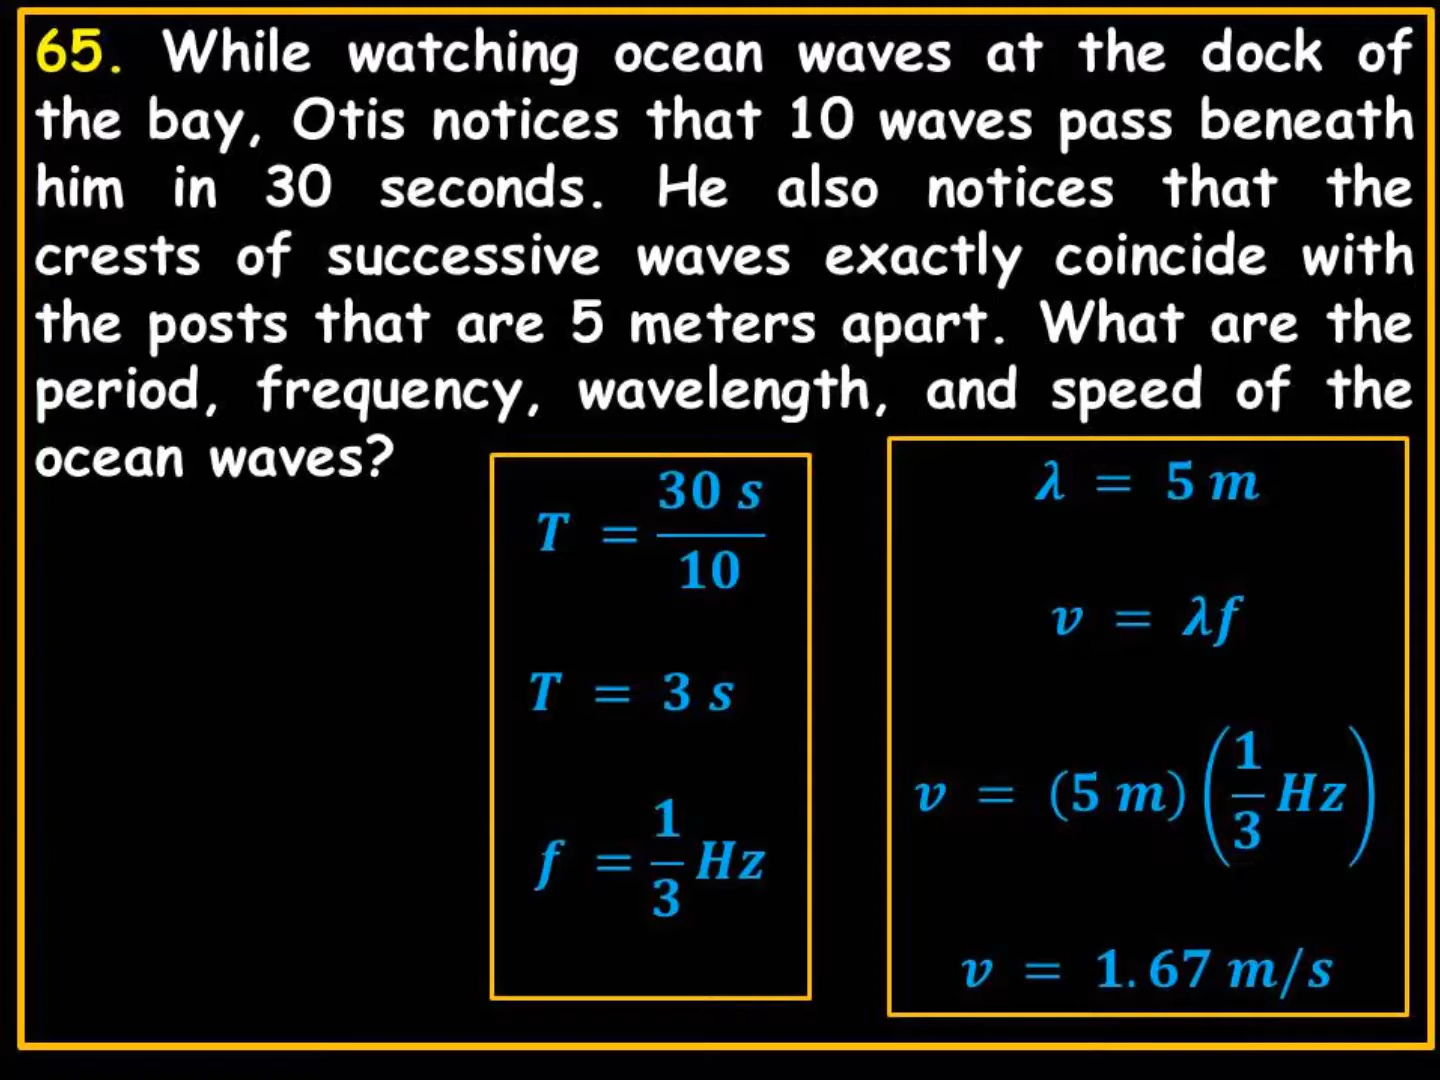 65. While watching ocean waves at the dock of
the bay, Otis notices that 10 waves pass beneath
him in 30 seconds. He also notices that the
crests of successive waves exactly coincide with
the posts that are 5 meters apart. What are the
period, frequency, wavelength, and speed of the
ocean waves?
T = 30 s / 10
T = 3 s
f = 1/3 Hz
λ = 5 m
v = λf
v = (5 m) (1/3 Hz)
v = 1.67 m/s